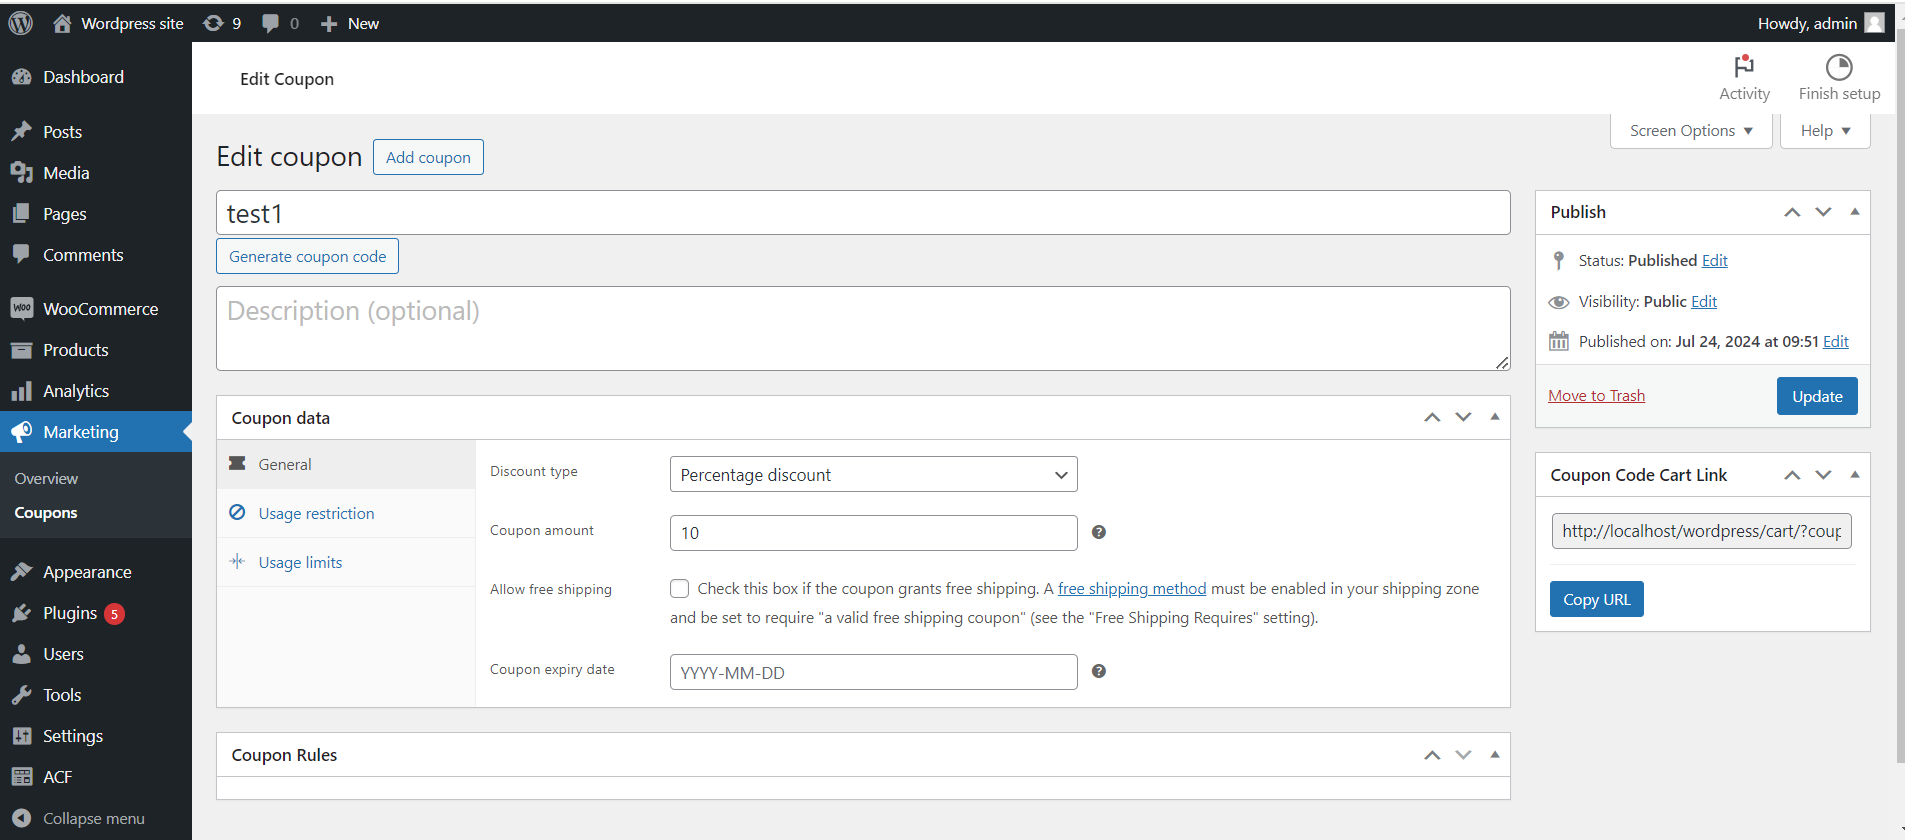 Wordpress site 9 0 New Howdy, admin
Dashboard
Posts
Media
Pages
Comments
WooCommerce
Products
Analytics
Marketing
Overview
Coupons
Appearance
Plugins 5
Users
Tools
Settings
ACF
Collapse menu
Edit Coupon
Activity
Finish setup
Screen Options
Help
Edit coupon Add coupon
test1
Generate coupon code
Description (optional)
Coupon data
General
Usage restriction
Usage limits
Discount type Percentage discount
Coupon amount 10
Allow free shipping Check this box if the coupon grants free shipping. A free shipping method must be enabled in your shipping zone
and be set to require "a valid free shipping coupon" (see the "Free Shipping Requires" setting).
Coupon expiry date YYYY-MM-DD
Coupon Rules
Publish
Status: Published Edit
Visibility: Public Edit
Published on: Jul 24, 2024 at 09:51 Edit
Move to Trash Update
Coupon Code Cart Link
http://localhost/wordpress/cart/?coup
Copy URL